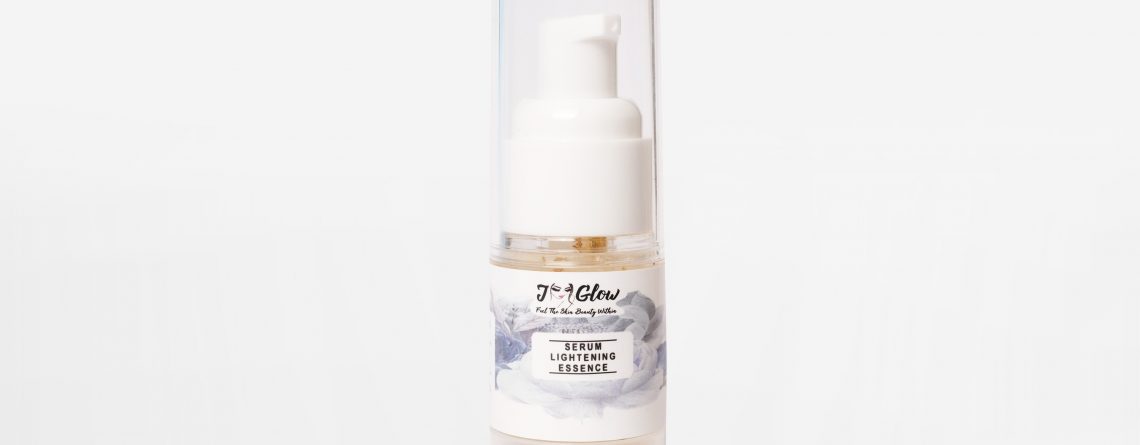 J Glow
Feel The Skin Beauty Within
SERUM
LIGHTENING
ESSENCE